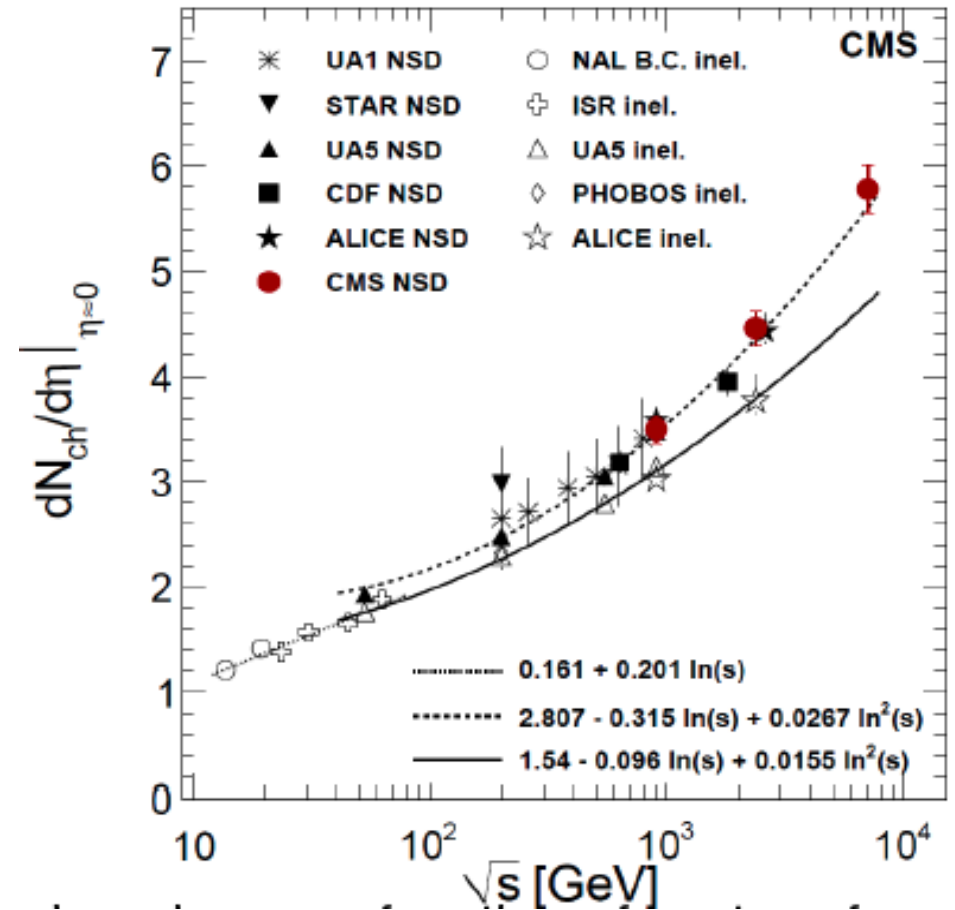 CMS
UA1 NSD
STAR NSD
UA5 NSD
CDF NSD
ALICE NSD
CMS NSD
NAL B.C. inel.
ISR inel.
UA5 inel.
PHOBOS inel.
ALICE inel.
7
6
5
4
3
2
1
0
dN_ch/dη|_η≈0
0.161 + 0.201 ln(s)
2.807 - 0.315 ln(s) + 0.0267 ln²(s)
1.54 - 0.096 ln(s) + 0.0155 ln²(s)
10 10² 10³ 10⁴
√s [GeV]